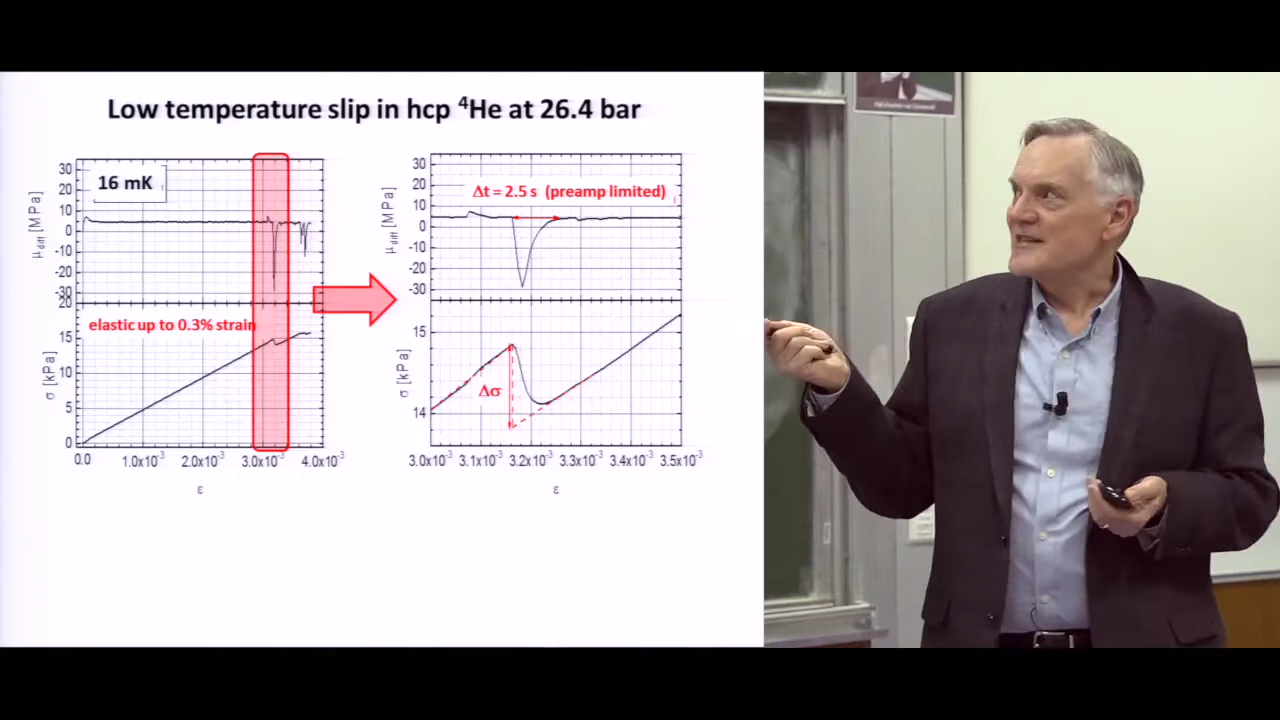 Low temperature slip in hcp ⁴He at 26.4 bar
30
20
10
0
-10
-20
-30
μdiff [MPa]
16 mK
20
15
10
5
0
σ [kPa]
elastic up to 0.3% strain
0.0 1.0x10⁻³ 2.0x10⁻³ 3.0x10⁻³ 4.0x10⁻³
ε
30
20
10
0
-10
-20
-30
μdiff [MPa]
Δt = 2.5 s (preamp limited)
15
14
σ [kPa]
Δσ
3.0x10⁻³ 3.1x10⁻³ 3.2x10⁻³ 3.3x10⁻³ 3.4x10⁻³ 3.5x10⁻³
ε